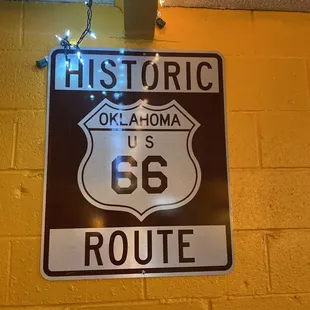 HISTORIC
OKLAHOMA
U S
66
ROUTE